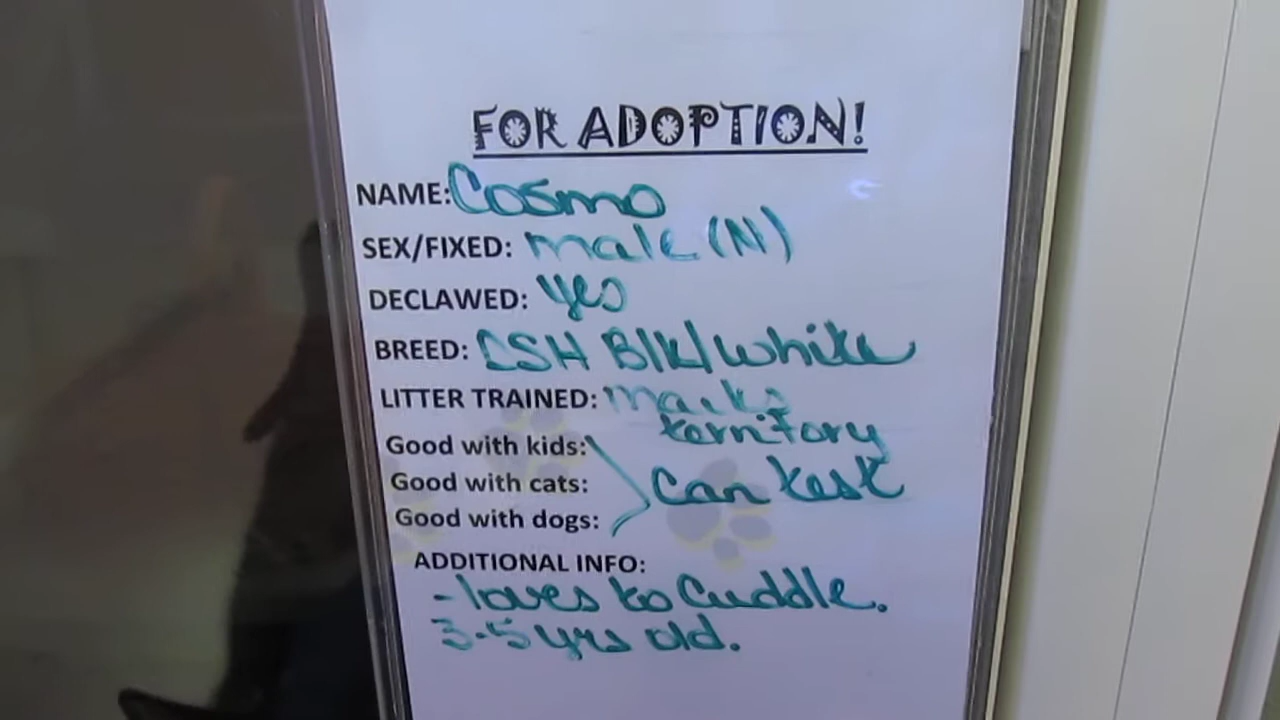 FOR ADOPTION!
NAME: Cosmo
SEX/FIXED: male (N)
DECLAWED: yes
BREED: DSH Blk/white
LITTER TRAINED: marks
territory
Good with kids:
Good with cats: can test
Good with dogs:
ADDITIONAL INFO:
- loves to cuddle.
3-5 yrs old.